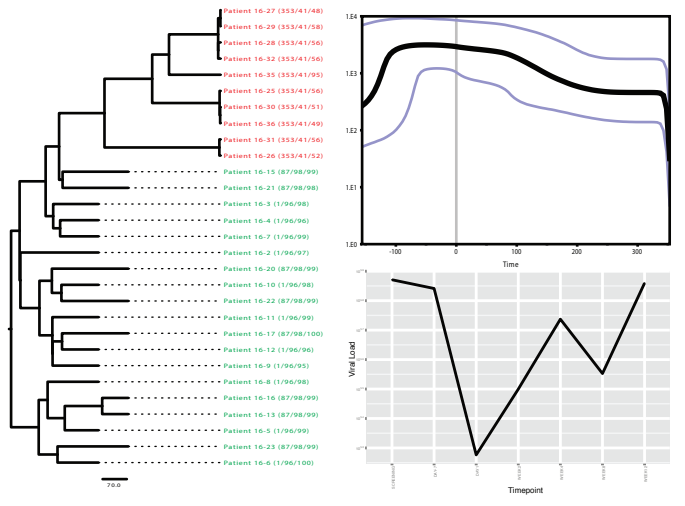 Patient 16-27 (353/41/48)
Patient 16-29 (353/41/58)
Patient 16-28 (353/41/56)
Patient 16-32 (353/41/56)
Patient 16-35 (353/41/95)
Patient 16-25 (353/41/56)
Patient 16-30 (353/41/51)
Patient 16-36 (353/41/49)
Patient 16-31 (353/41/56)
Patient 16-26 (353/41/52)
Patient 16-15 (87/98/99)
Patient 16-21 (87/98/98)
Patient 16-3 (1/96/98)
Patient 16-4 (1/96/96)
Patient 16-7 (1/96/99)
Patient 16-2 (1/96/97)
Patient 16-20 (87/98/99)
Patient 16-10 (1/96/98)
Patient 16-22 (87/98/99)
Patient 16-11 (1/96/99)
Patient 16-17 (87/98/100)
Patient 16-12 (1/96/96)
Patient 16-9 (1/96/95)
Patient 16-8 (1/96/98)
Patient 16-16 (87/98/99)
Patient 16-13 (87/98/99)
Patient 16-5 (1/96/99)
Patient 16-23 (87/98/99)
Patient 16-6 (1/96/100)
70.0
1.E4
1.E3
1.E2
1.E1
1.E0
-100
0
100
200
300
Time
Viral Load
Timepoint